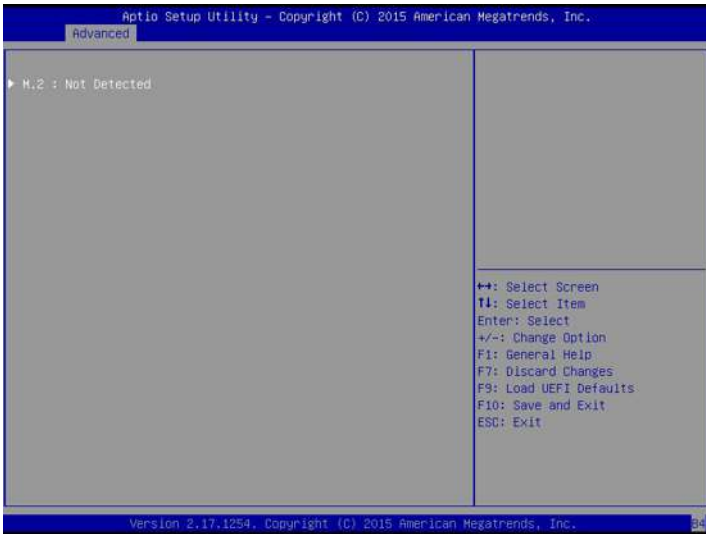 Aptio Setup Utility – Copyright (C) 2015 American Megatrends, Inc.
Advanced
▶ M.2 : Not Detected
↔: Select Screen
↑↓: Select Item
Enter: Select
+/-: Change Option
F1: General Help
F7: Discard Changes
F9: Load UEFI Defaults
F10: Save and Exit
ESC: Exit
Version 2.17.1254. Copyright (C) 2015 American Megatrends, Inc.
B4